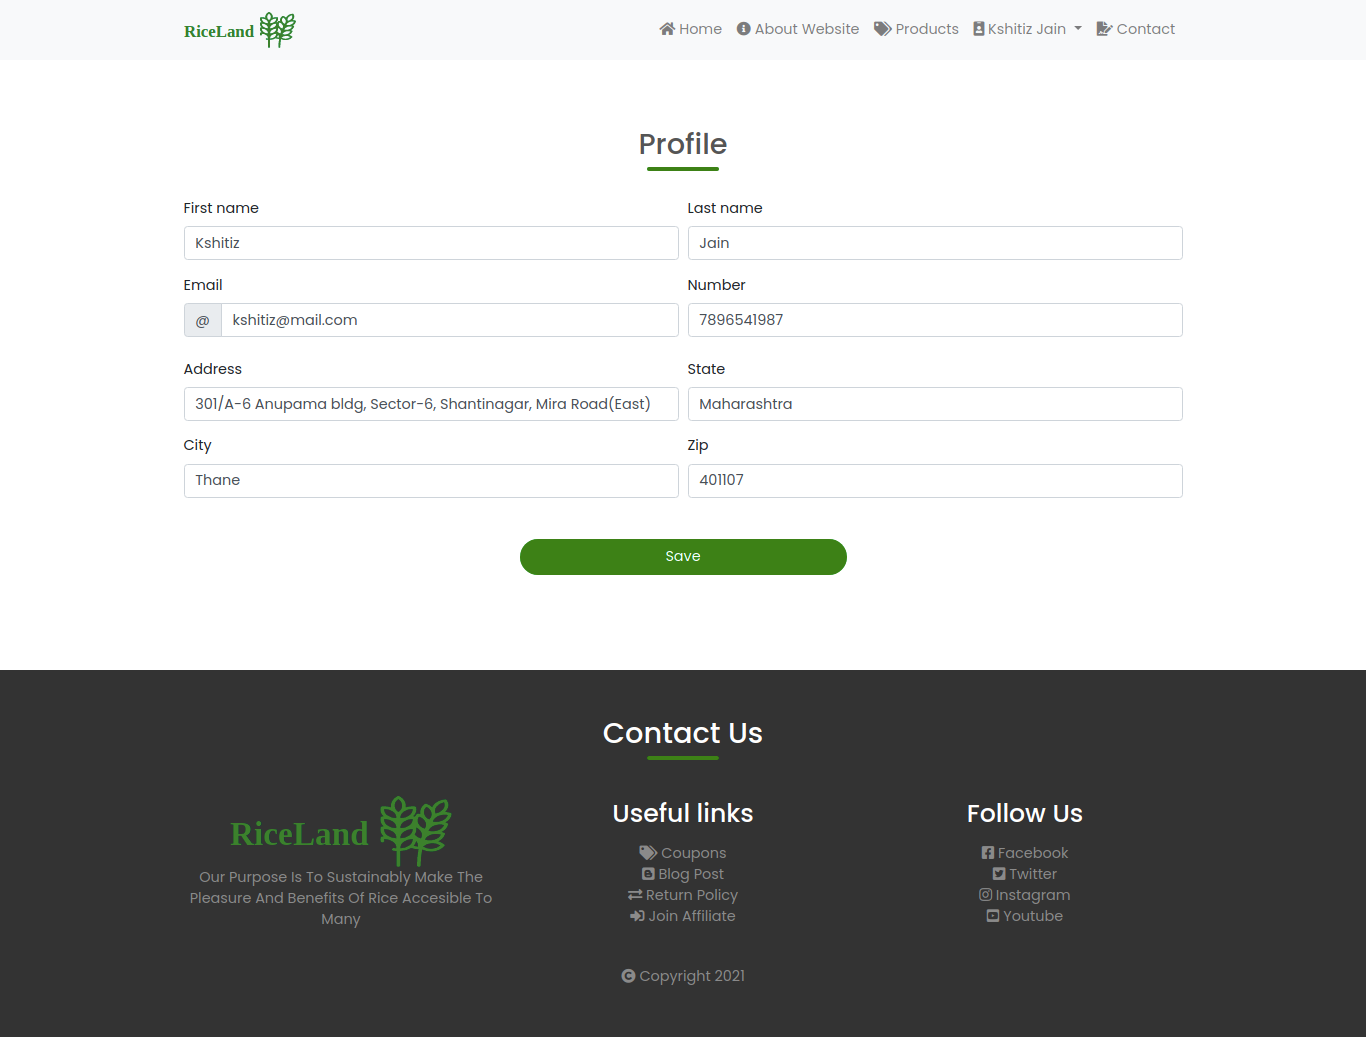 RiceLand
Home
About Website
Products
Kshitiz Jain
Contact
Profile
First name
Last name
Kshitiz
Jain
Email
Number
@
kshitiz@mail.com
7896541987
Address
State
301/A-6 Anupama bldg, Sector-6, Shantinagar, Mira Road(East)
Maharashtra
City
Zip
Thane
401107
Save
Contact Us
RiceLand
Our Purpose Is To Sustainably Make The
Pleasure And Benefits Of Rice Accesible To
Many
Useful links
Coupons
Blog Post
Return Policy
Join Affiliate
Follow Us
Facebook
Twitter
Instagram
Youtube
© Copyright 2021